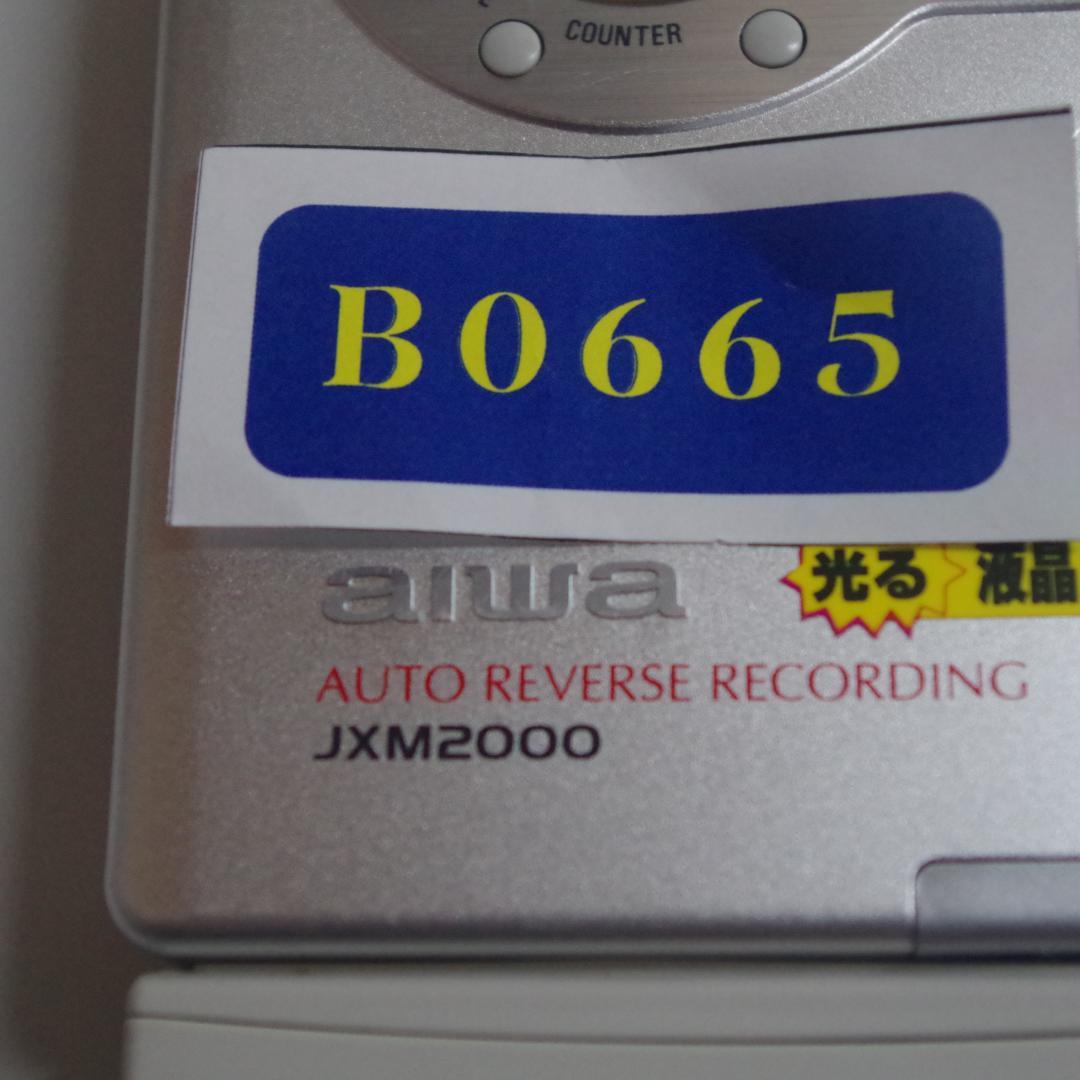 COUNTER
B0665
aiwa
光る 液晶
AUTO REVERSE RECORDING
JXM2000